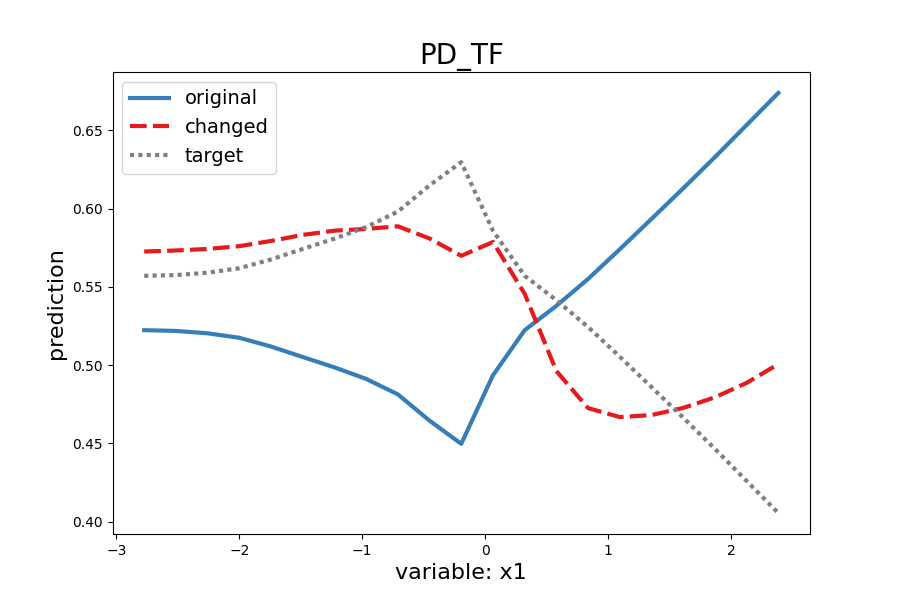 PD_TF
original
changed
target
prediction
0.65
0.60
0.55
0.50
0.45
0.40
−3
−2
−1
0
1
2
variable: x1